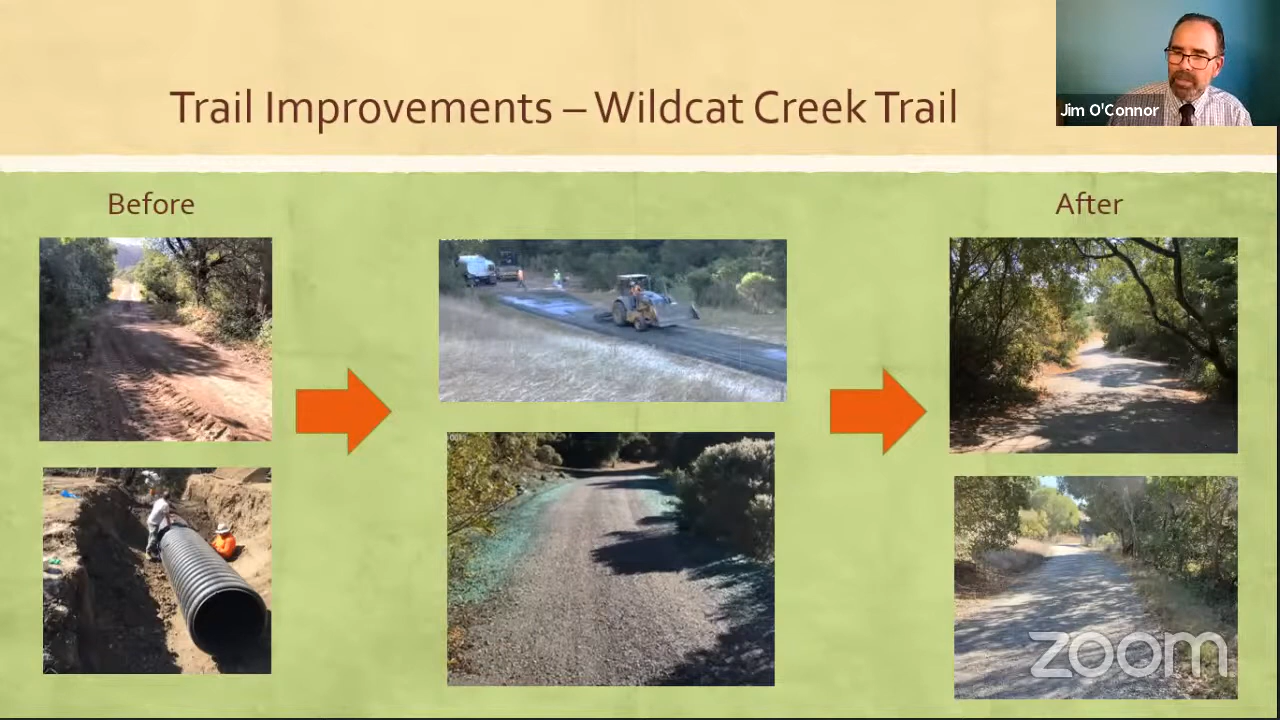 Trail Improvements – Wildcat Creek Trail
Jim O'Connor
Before
After
zoom